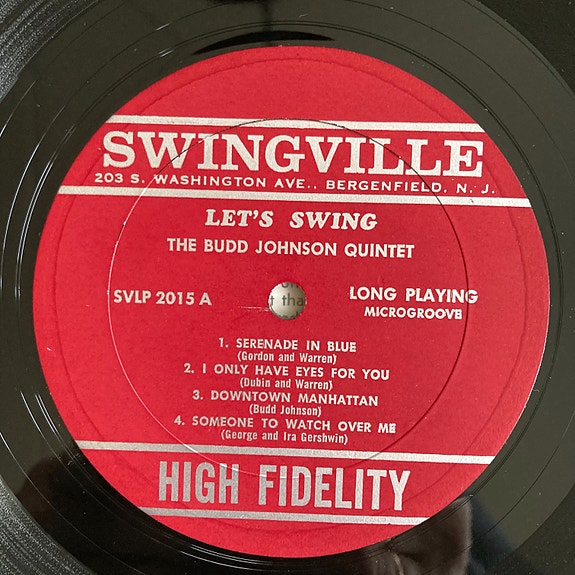 SWINGVILLE
203 S. WASHINGTON AVE., BERGENFIELD, N. J.
LET'S SWING
THE BUDD JOHNSON QUINTET
SVLP 2015 A
LONG PLAYING
MICROGROOVE
1. SERENADE IN BLUE
(Gordon and Warren)
2. I ONLY HAVE EYES FOR YOU
(Dubin and Warren)
3. DOWNTOWN MANHATTAN
(Budd Johnson)
4. SOMEONE TO WATCH OVER ME
(George and Ira Gershwin)
HIGH FIDELITY